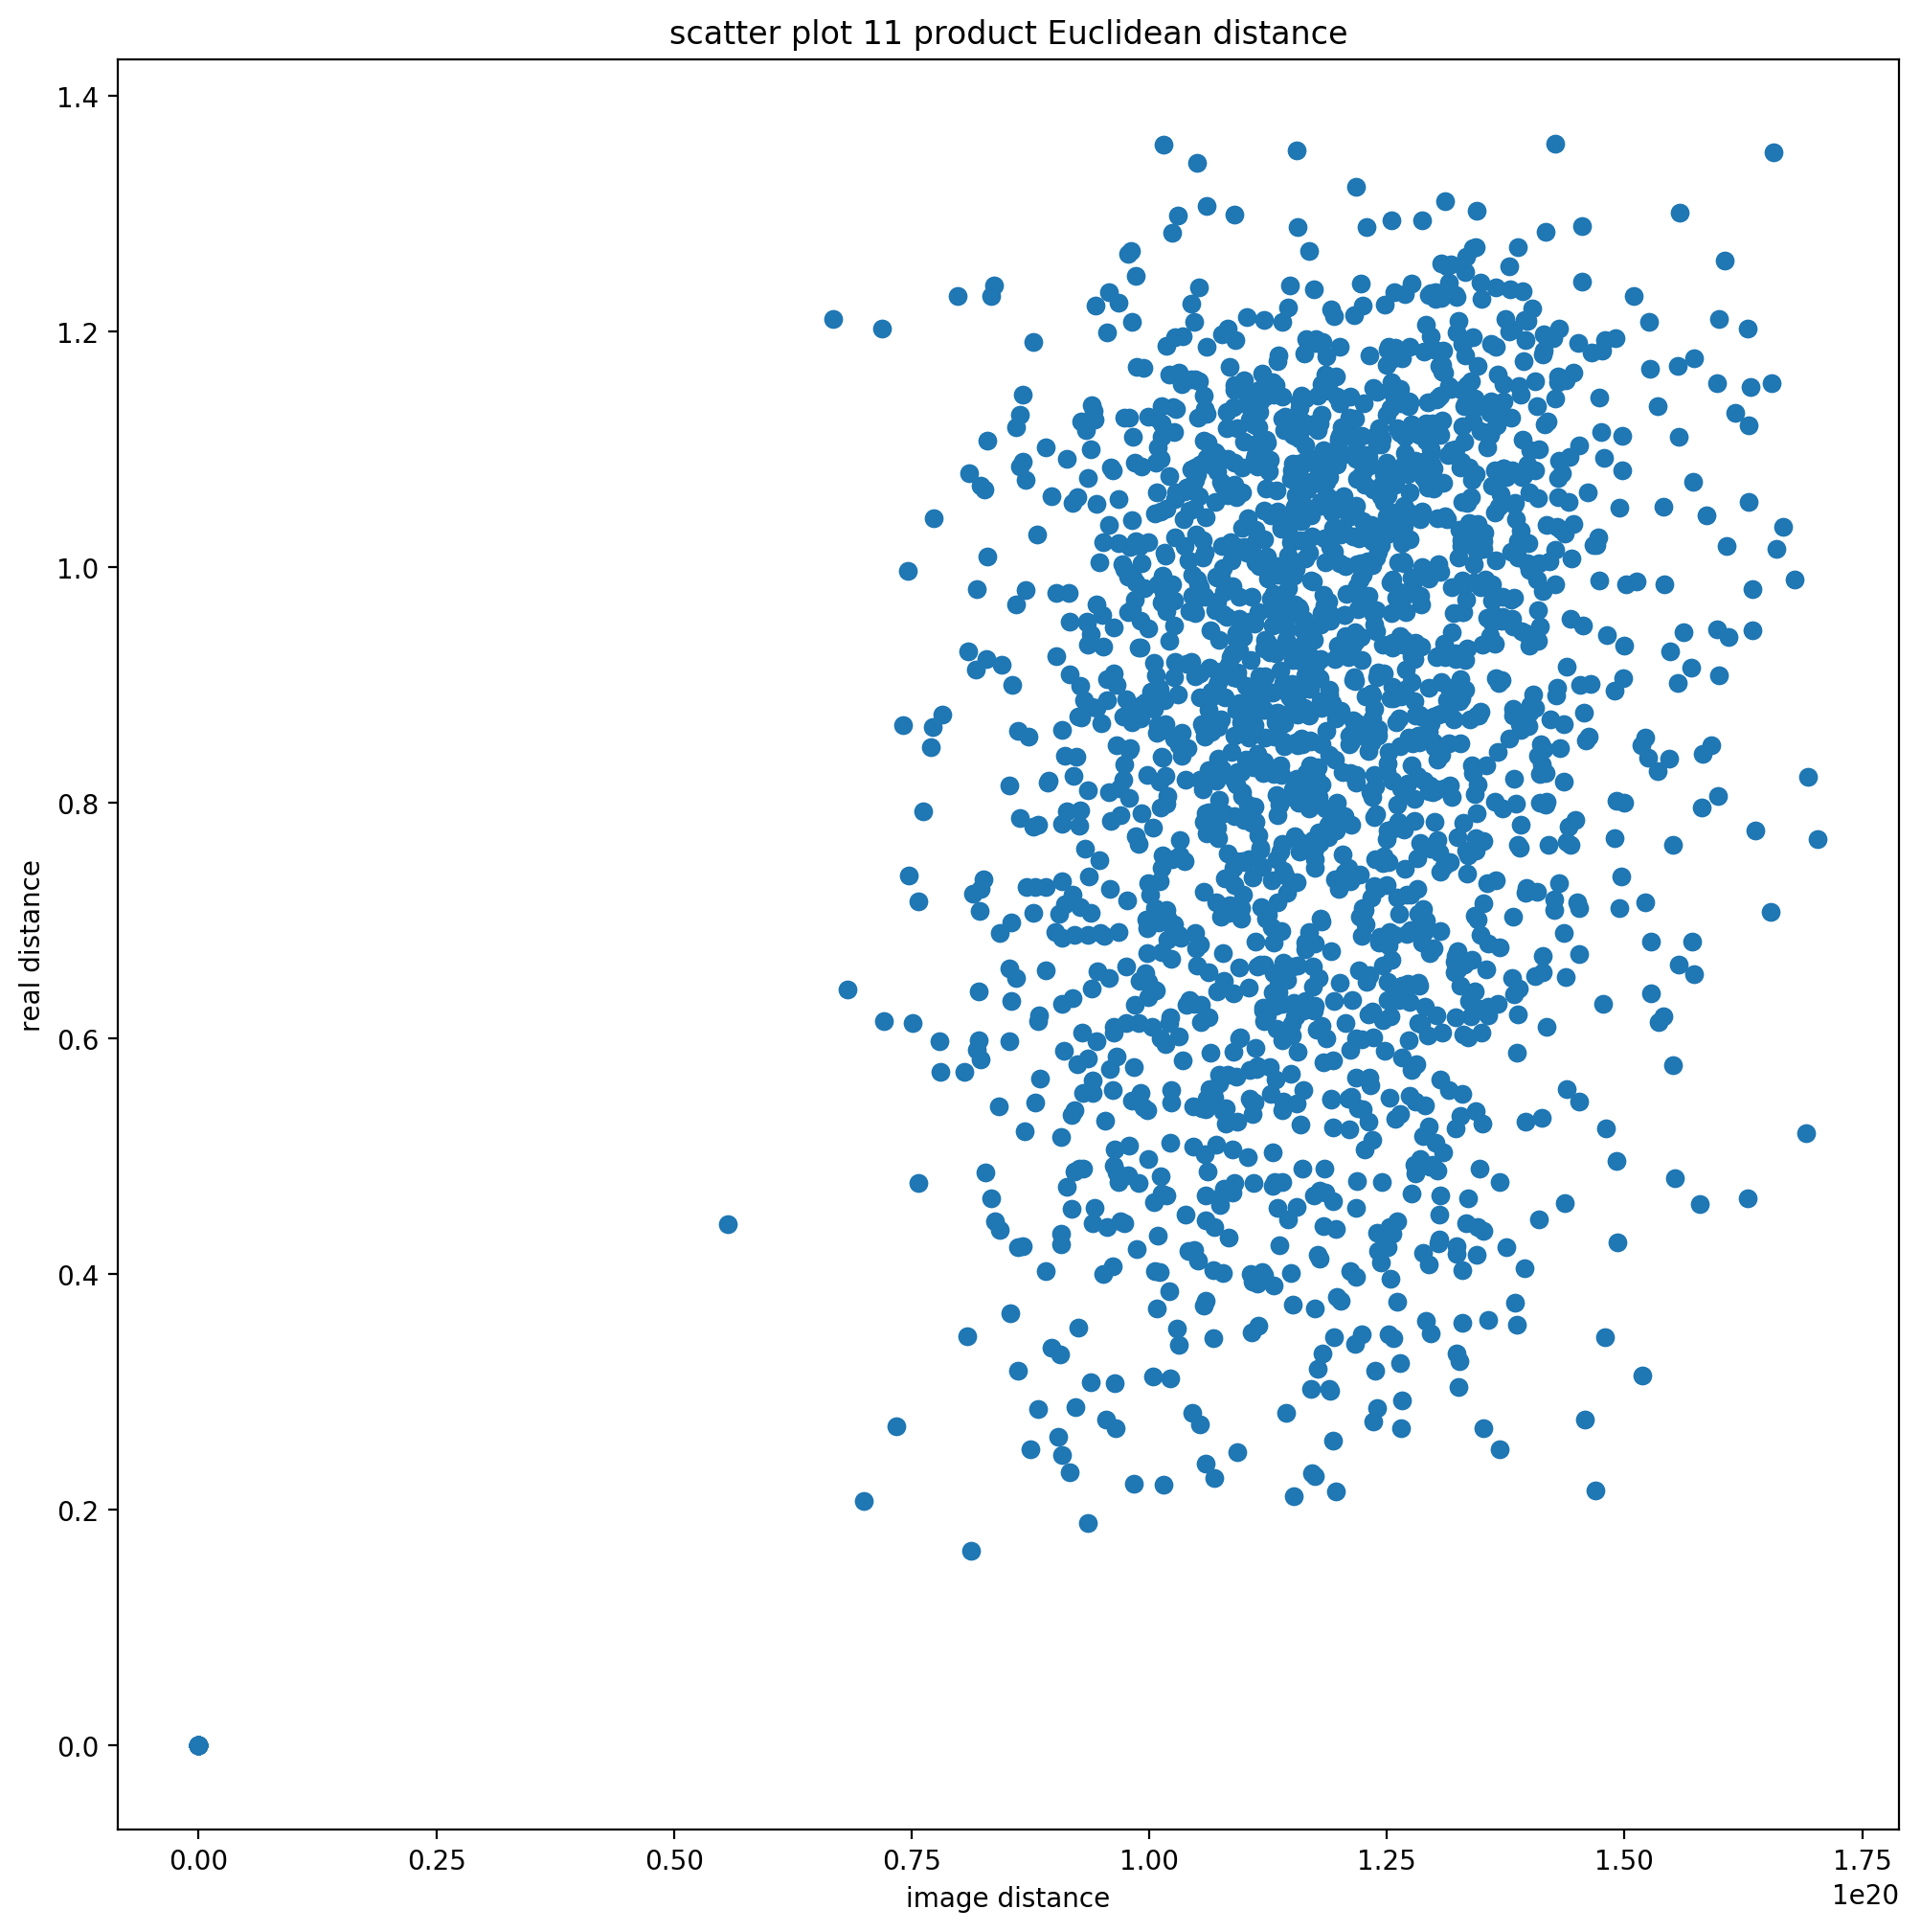 scatter plot 11 product Euclidean distance
1.4
1.2
1.0
0.8
0.6
0.4
0.2
0.0
real distance
0.00 0.25 0.50 0.75 1.00 1.25 1.50 1.75
image distance
1e20